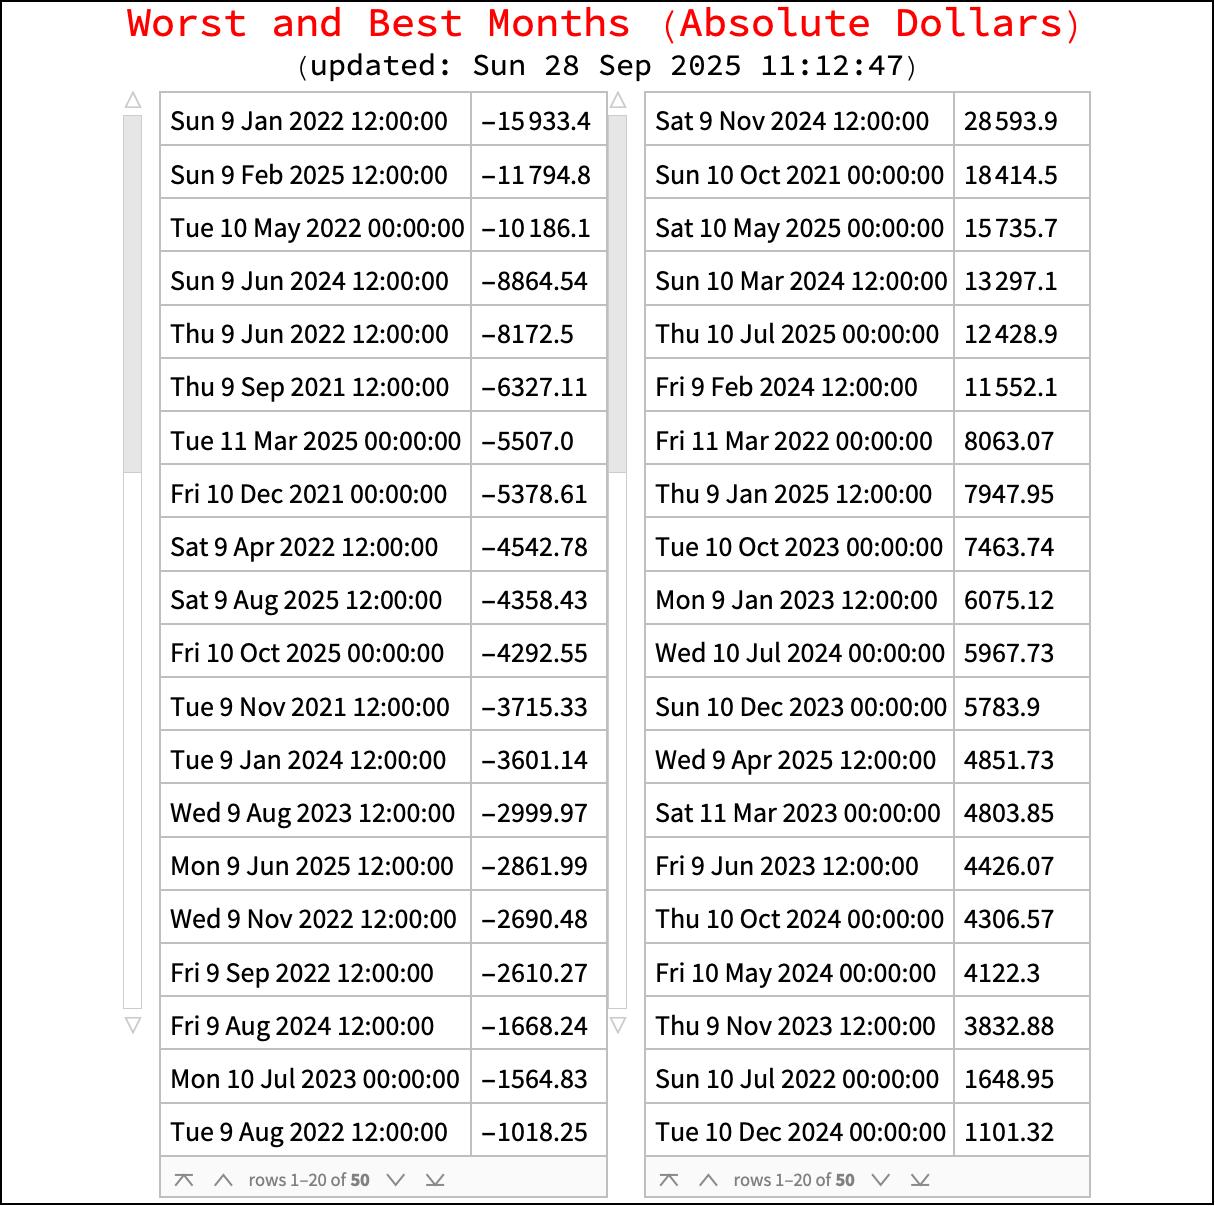 Worst and Best Months (Absolute Dollars)
(updated: Sun 28 Sep 2025 11:12:47)
Sun 9 Jan 2022 12:00:00 −15 933.4
Sun 9 Feb 2025 12:00:00 −11 794.8
Tue 10 May 2022 00:00:00 −10 186.1
Sun 9 Jun 2024 12:00:00 −8864.54
Thu 9 Jun 2022 12:00:00 −8172.5
Thu 9 Sep 2021 12:00:00 −6327.11
Tue 11 Mar 2025 00:00:00 −5507.0
Fri 10 Dec 2021 00:00:00 −5378.61
Sat 9 Apr 2022 12:00:00 −4542.78
Sat 9 Aug 2025 12:00:00 −4358.43
Fri 10 Oct 2025 00:00:00 −4292.55
Tue 9 Nov 2021 12:00:00 −3715.33
Tue 9 Jan 2024 12:00:00 −3601.14
Wed 9 Aug 2023 12:00:00 −2999.97
Mon 9 Jun 2025 12:00:00 −2861.99
Wed 9 Nov 2022 12:00:00 −2690.48
Fri 9 Sep 2022 12:00:00 −2610.27
Fri 9 Aug 2024 12:00:00 −1668.24
Mon 10 Jul 2023 00:00:00 −1564.83
Tue 9 Aug 2022 12:00:00 −1018.25
rows 1–20 of 50
Sat 9 Nov 2024 12:00:00 28 593.9
Sun 10 Oct 2021 00:00:00 18 414.5
Sat 10 May 2025 00:00:00 15 735.7
Sun 10 Mar 2024 12:00:00 13 297.1
Thu 10 Jul 2025 00:00:00 12 428.9
Fri 9 Feb 2024 12:00:00 11 552.1
Fri 11 Mar 2022 00:00:00 8063.07
Thu 9 Jan 2025 12:00:00 7947.95
Tue 10 Oct 2023 00:00:00 7463.74
Mon 9 Jan 2023 12:00:00 6075.12
Wed 10 Jul 2024 00:00:00 5967.73
Sun 10 Dec 2023 00:00:00 5783.9
Wed 9 Apr 2025 12:00:00 4851.73
Sat 11 Mar 2023 00:00:00 4803.85
Fri 9 Jun 2023 12:00:00 4426.07
Thu 10 Oct 2024 00:00:00 4306.57
Fri 10 May 2024 00:00:00 4122.3
Thu 9 Nov 2023 12:00:00 3832.88
Sun 10 Jul 2022 00:00:00 1648.95
Tue 10 Dec 2024 00:00:00 1101.32
rows 1–20 of 50